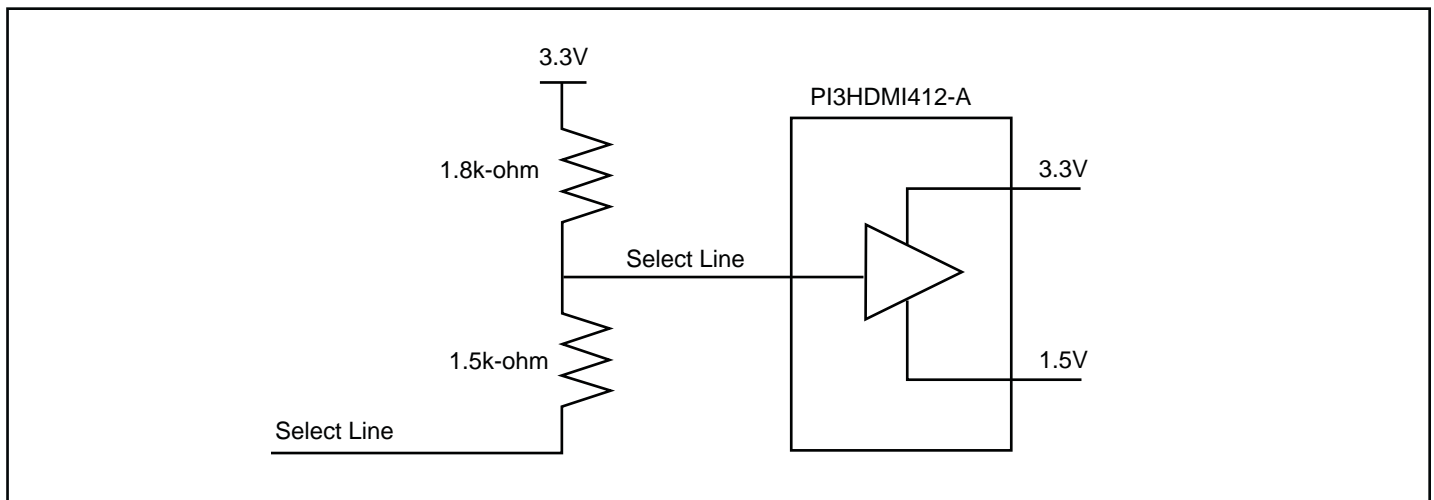 3.3V
PI3HDMI412-A
1.8k-ohm
3.3V
Select Line
1.5k-ohm
1.5V
Select Line